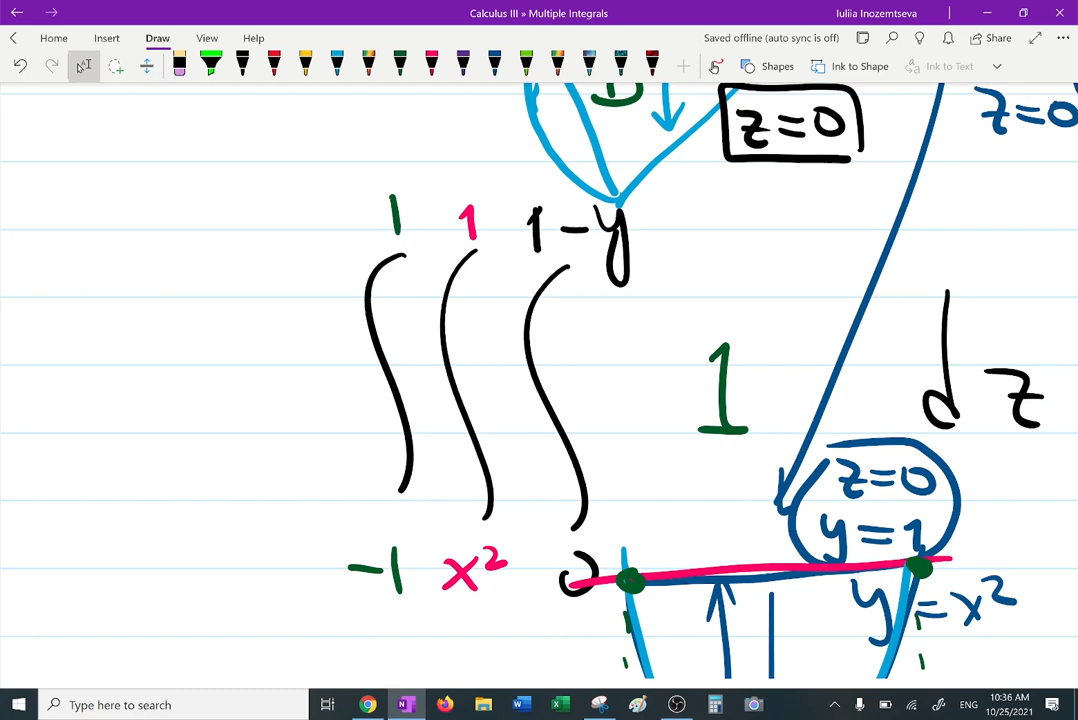 Calculus III » Multiple Integrals
Iuliia Inozemtseva
Home Insert Draw View Help
Saved offline (auto sync is off)
Share
Shapes
Ink to Shape
Ink to Text
z=0
z=0
1 1 1-y
1 dz
z=0
y=1
-1 x² 0
y=x²
Type here to search
ENG
10:36 AM
10/25/2021